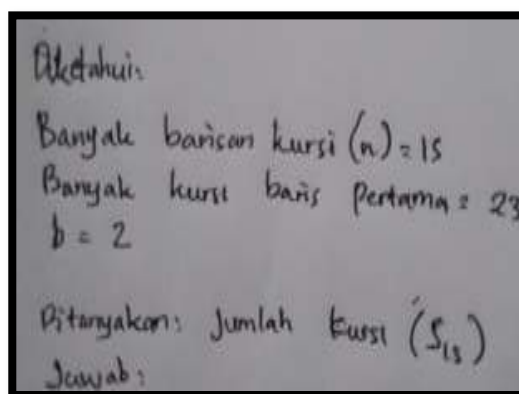 Diketahui:
Banyak barisan kursi (n) = 15
Banyak kursi baris pertama = 23
b = 2
Ditanyakan: Jumlah kursi (S₁₅)
Jawab: